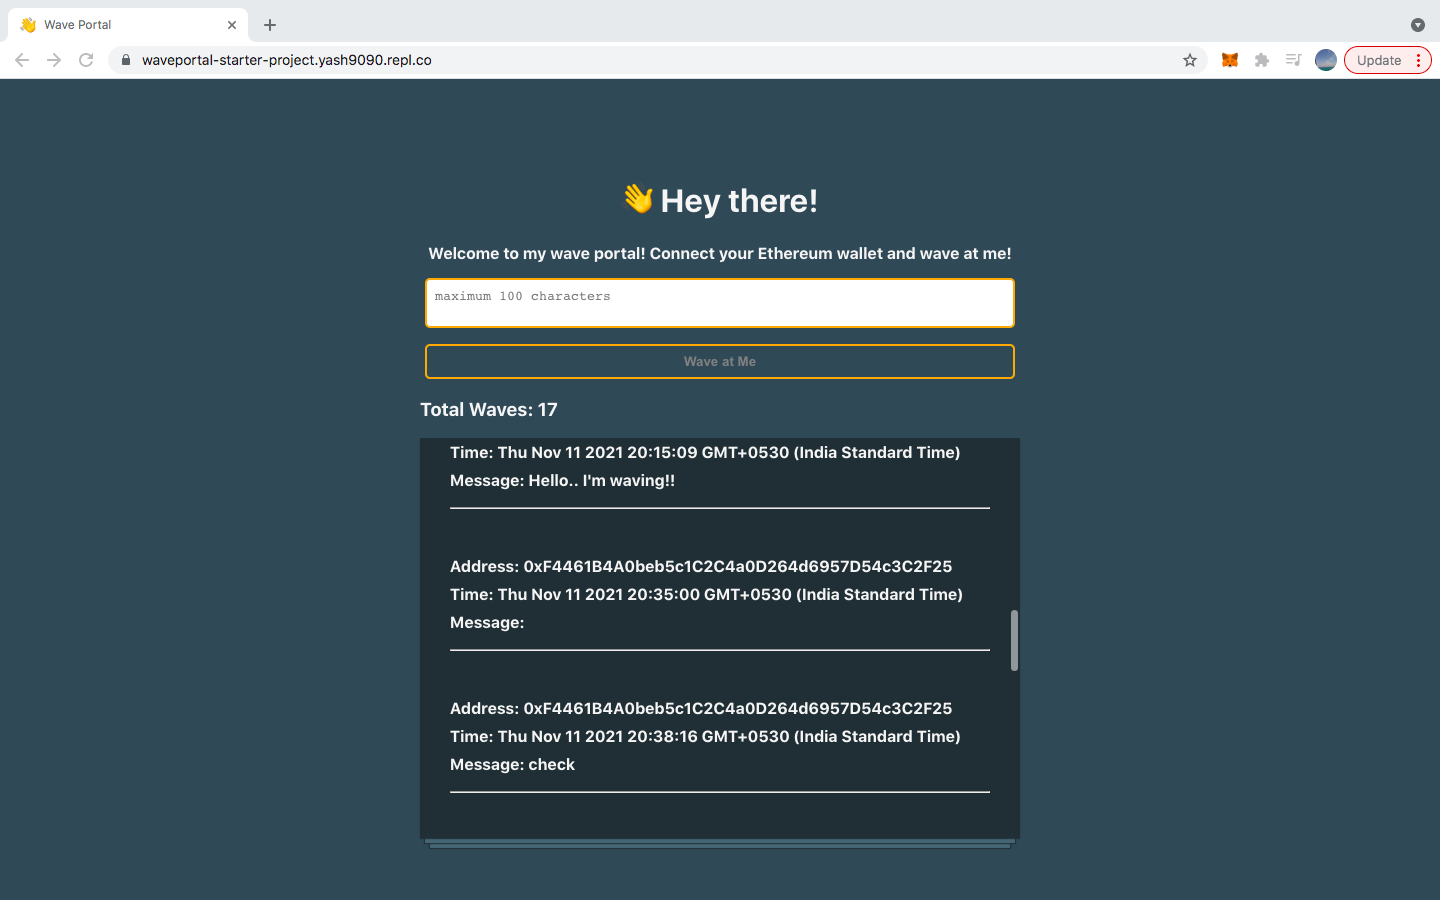 Wave Portal
waveportal-starter-project.yash9090.repl.co
Update
👋 Hey there!
Welcome to my wave portal! Connect your Ethereum wallet and wave at me!
maximum 100 characters
Wave at Me
Total Waves: 17
Time: Thu Nov 11 2021 20:15:09 GMT+0530 (India Standard Time)
Message: Hello.. I'm waving!!
Address: 0xF4461B4A0beb5c1C2C4a0D264d6957D54c3C2F25
Time: Thu Nov 11 2021 20:35:00 GMT+0530 (India Standard Time)
Message:
Address: 0xF4461B4A0beb5c1C2C4a0D264d6957D54c3C2F25
Time: Thu Nov 11 2021 20:38:16 GMT+0530 (India Standard Time)
Message: check